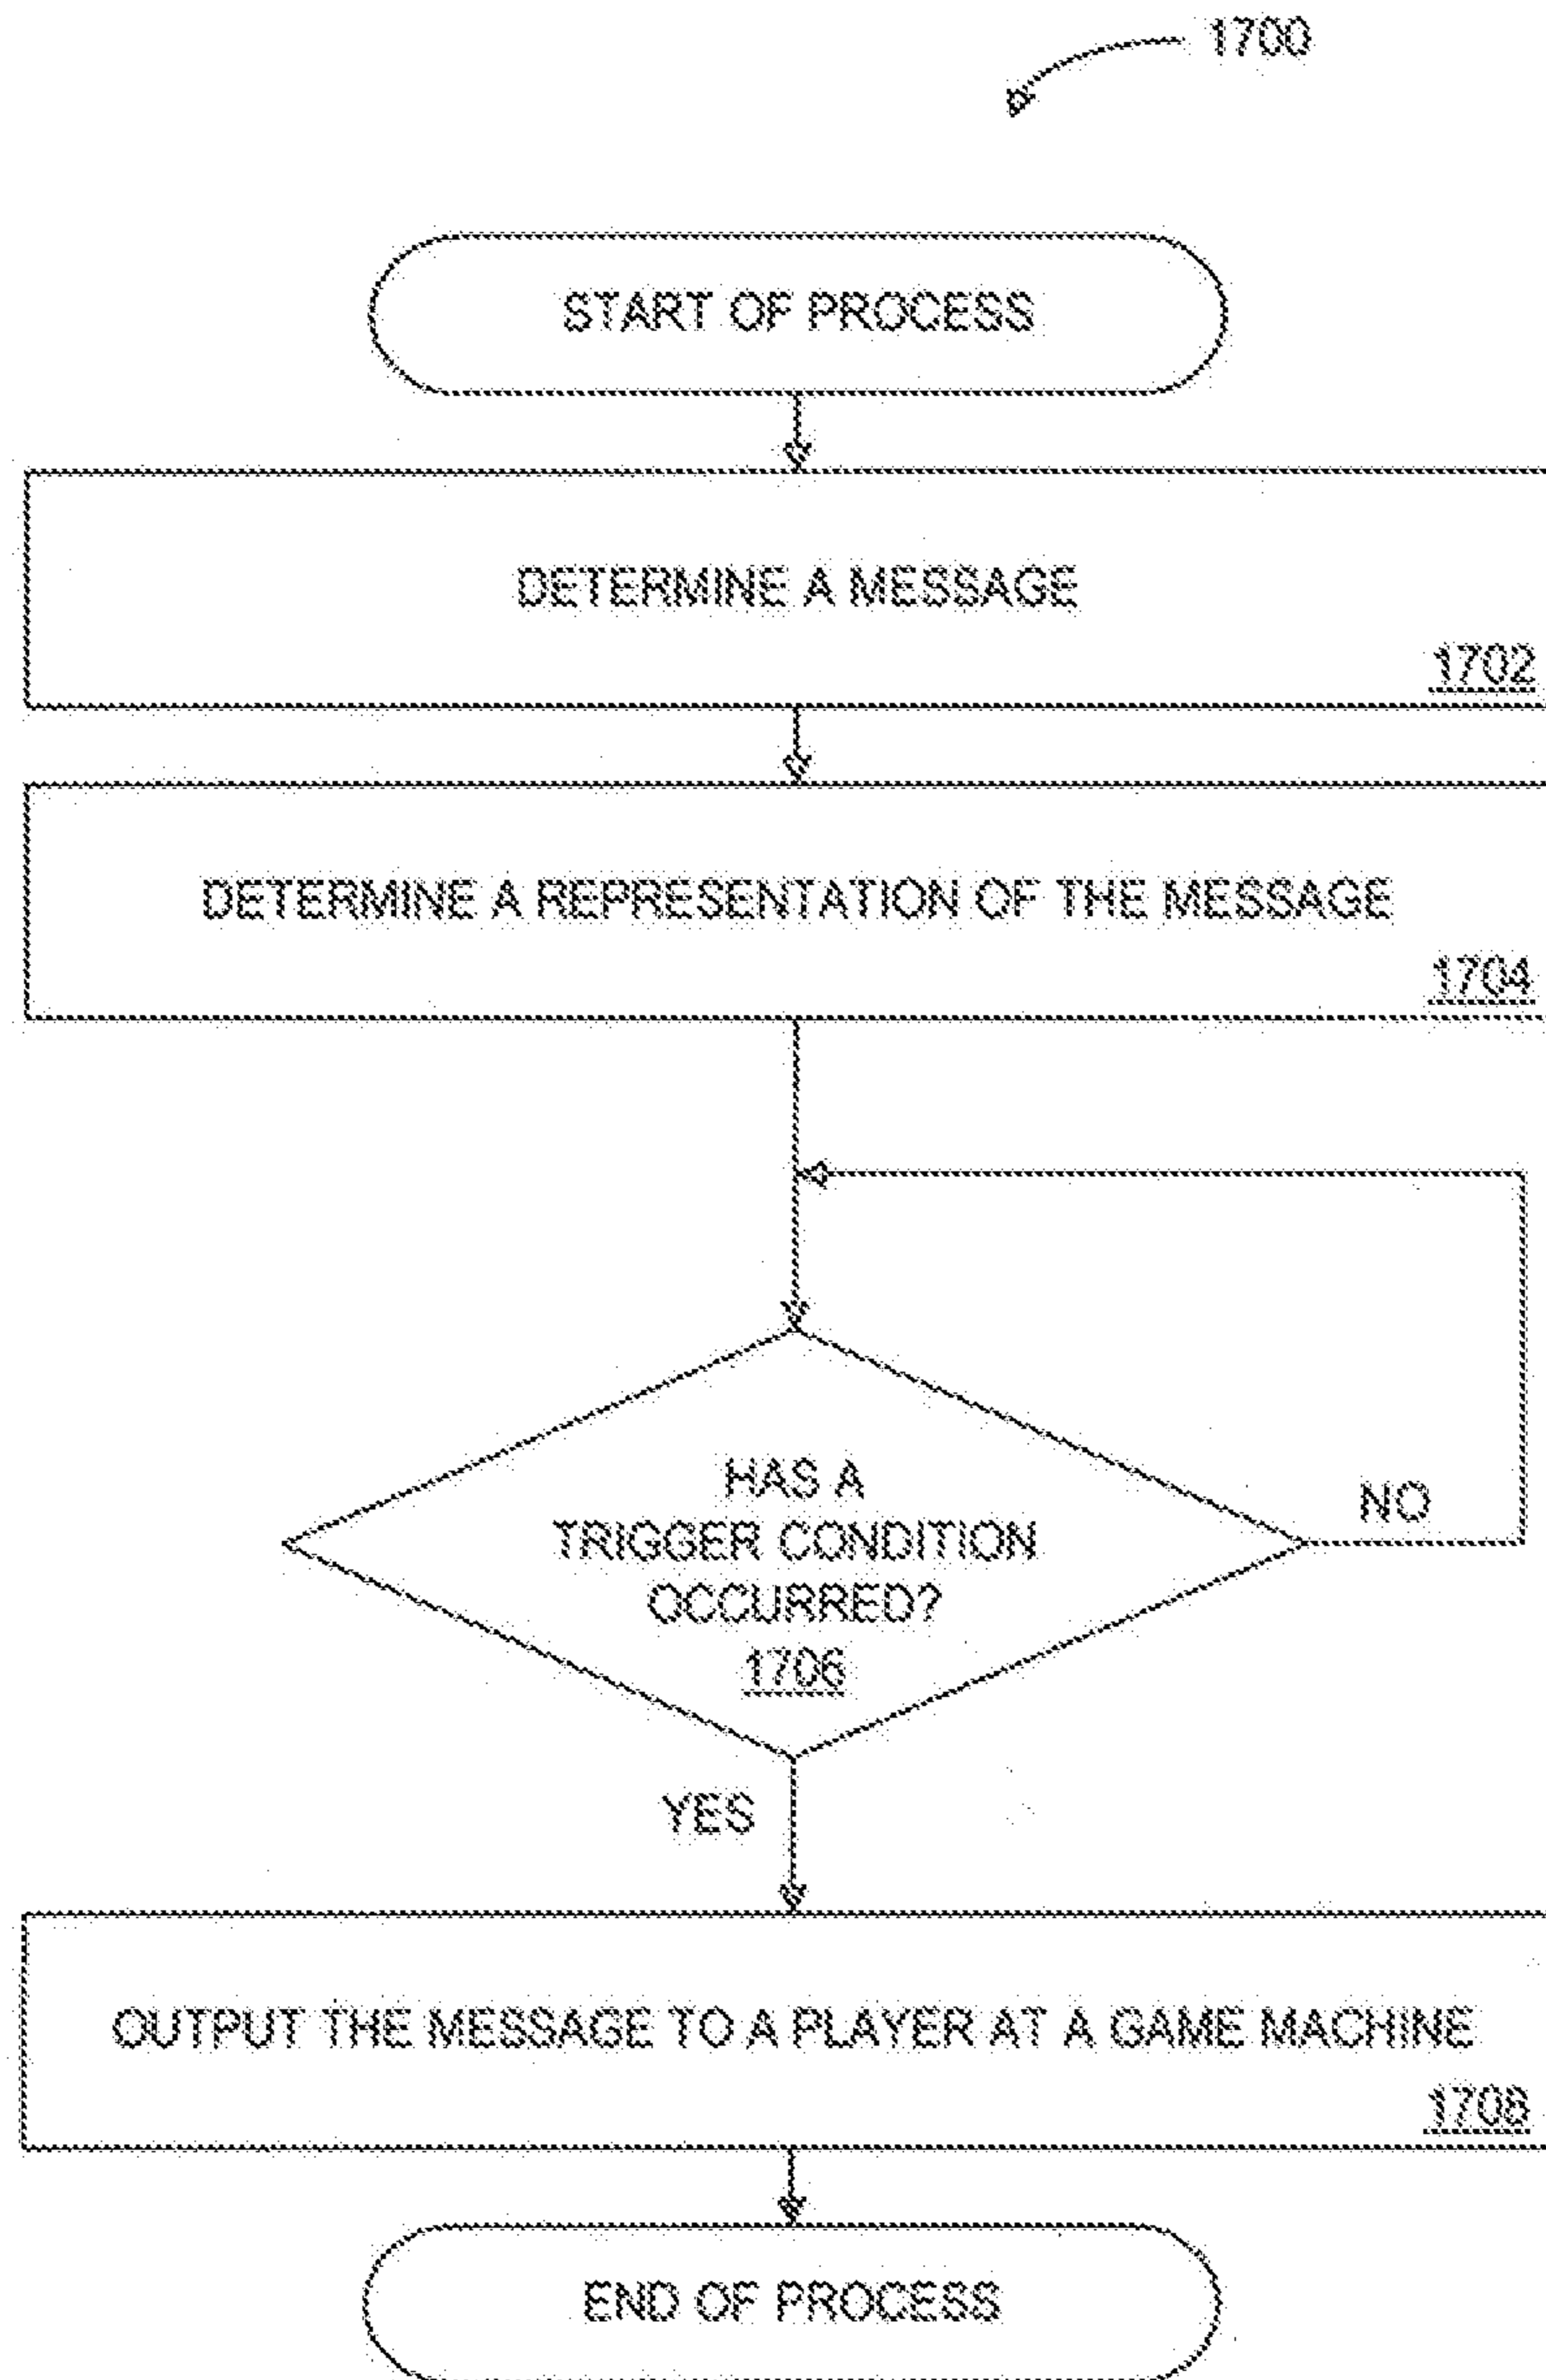 1700
START OF PROCESS
DETERMINE A MESSAGE
1702
DETERMINE A REPRESENTATION OF THE MESSAGE
1704
HAS A
TRIGGER CONDITION
OCCURRED?
1706
NO
YES
OUTPUT THE MESSAGE TO A PLAYER AT A GAME MACHINE
1708
END OF PROCESS